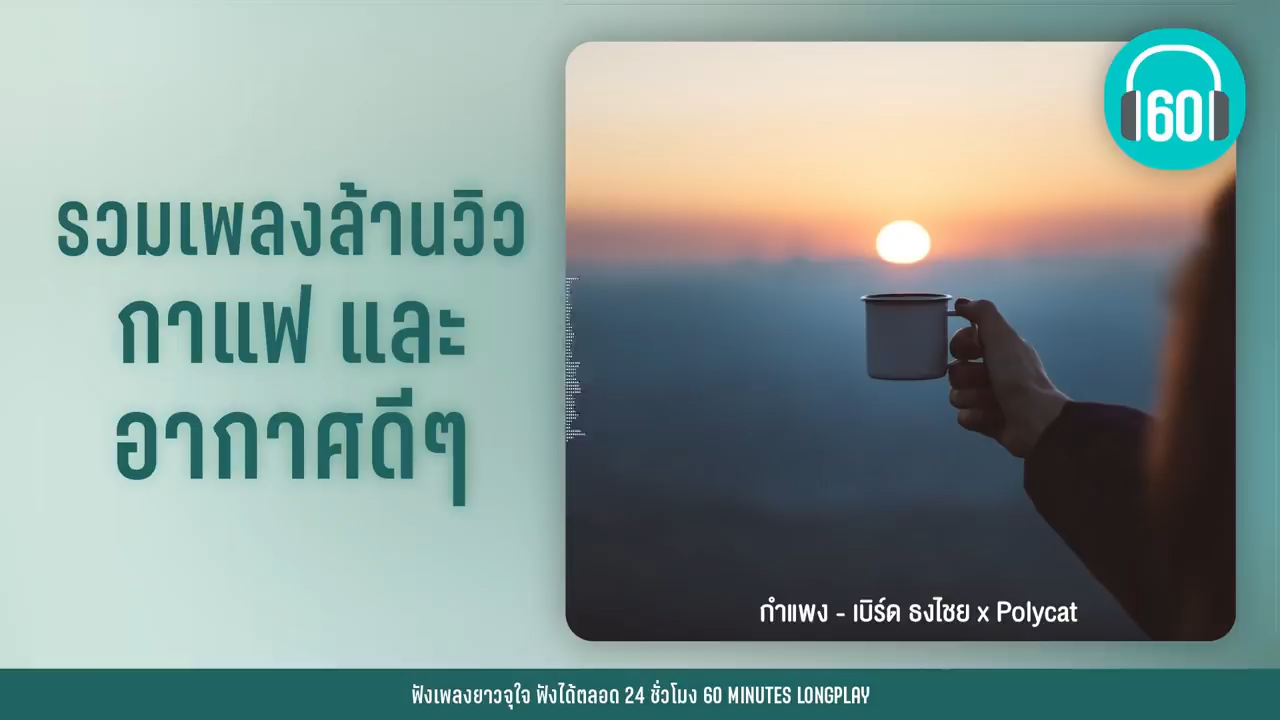 รวมเพลงล้านวิว
กาแฟ และ
อากาศดีๆ
60
กำแพง - เบิร์ด ธงไชย x Polycat
ฟังเพลงยาวจุใจ ฟังได้ตลอด 24 ชั่วโมง 60 MINUTES LONGPLAY